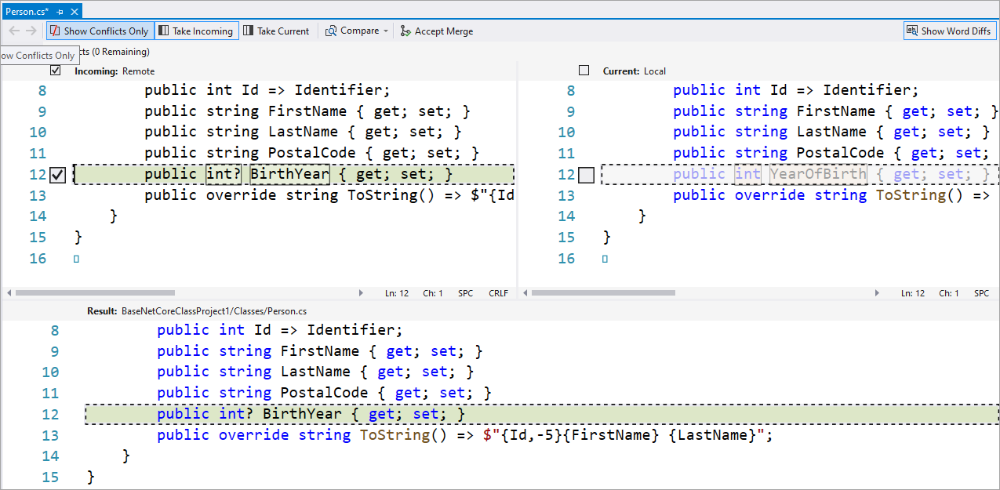 Person.cs*
Show Conflicts Only Take Incoming Take Current Compare Accept Merge Show Word Diffs
ow Conflicts Only
cts (0 Remaining)
Incoming: Remote
8 public int Id => Identifier;
9 public string FirstName { get; set; }
10 public string LastName { get; set; }
11 public string PostalCode { get; set; }
12 public int? BirthYear { get; set; }
13 public override string ToString() => $"{Id
14 }
15 }
16
Ln: 12 Ch: 1 SPC CRLF
Current: Local
8 public int Id => Identifier;
9 public string FirstName { get; set; }
10 public string LastName { get; set; }
11 public string PostalCode { get; set;
12 public int YearOfBirth { get; set; }
13 public override string ToString() =>
14 }
15 }
16
Ln: 12 Ch: 1 SPC
Result: BaseNetCoreClassProject1/Classes/Person.cs
8 public int Id => Identifier;
9 public string FirstName { get; set; }
10 public string LastName { get; set; }
11 public string PostalCode { get; set; }
12 public int? BirthYear { get; set; }
13 public override string ToString() => $"{Id,-5}{FirstName} {LastName}";
14 }
15 }